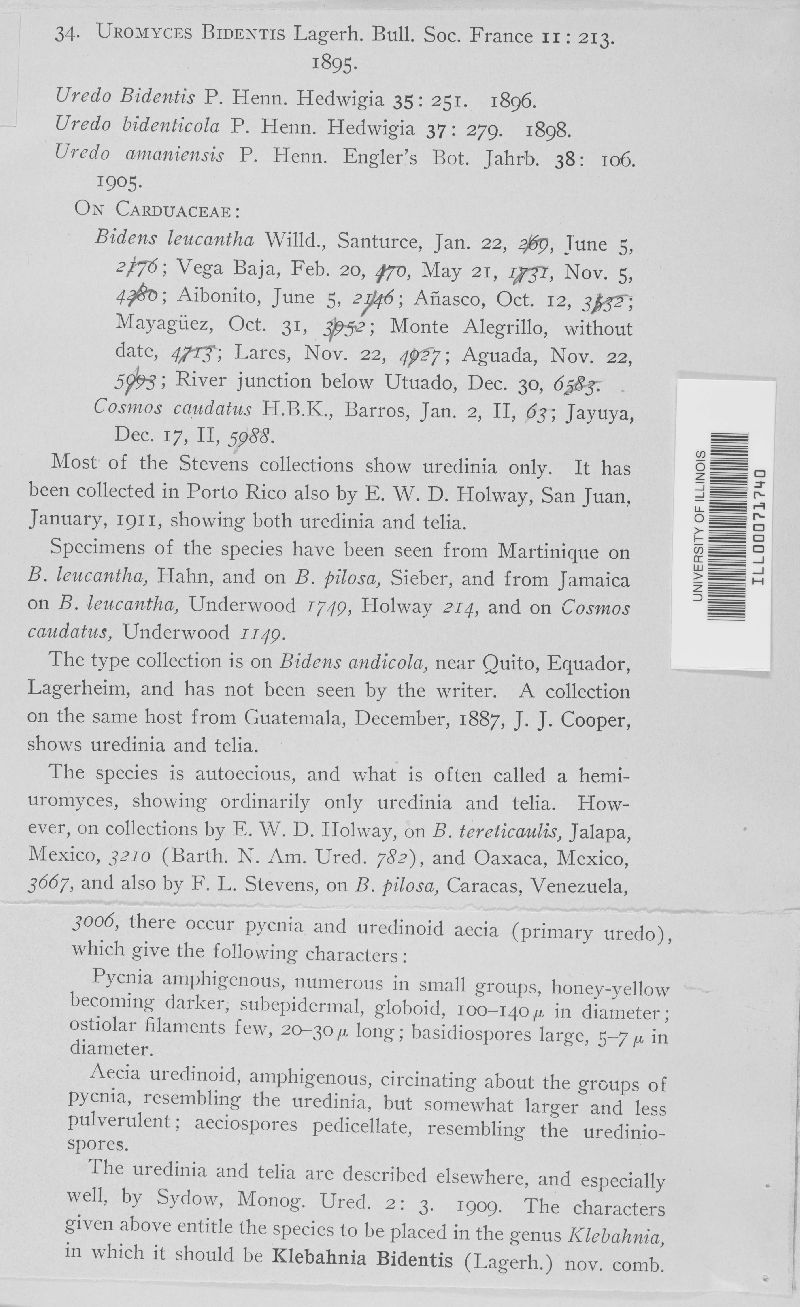 34. UROMYCES BIDENTIS Lagerh. Bull. Soc. France 11: 213.
1895.
Uredo Bidentis P. Henn. Hedwigia 35: 251. 1896.
Uredo bidenticola P. Henn. Hedwigia 37: 279. 1898.
Uredo amaniensis P. Henn. Engler's Bot. Jahrb. 38: 106.
1905.
ON CARDUACEAE:
Bidens leucantha Willd., Santurce, Jan. 22, 269, June 5,
; Vega Baja, Feb. 20, 470, May 21, 1731, Nov. 5,
; Aibonito, June 5, 2146; Añasco, Oct. 12, ;
Mayagüez, Oct. 31, 3952; Monte Alegrillo, without
date, 4713; Lares, Nov. 22, 4927; Aguada, Nov. 22,
; River junction below Utuado, Dec. 30, 6583.
Cosmos caudatus H.B.K., Barros, Jan. 2, II, 63; Jayuya,
Dec. 17, II, 5988.
Most of the Stevens collections show uredinia only. It has
been collected in Porto Rico also by E. W. D. Holway, San Juan,
January, 1911, showing both uredinia and telia.
Specimens of the species have been seen from Martinique on
B. leucantha, Hahn, and on B. pilosa, Sieber, and from Jamaica
on B. leucantha, Underwood 1749, Holway 214, and on Cosmos
caudatus, Underwood 1149.
The type collection is on Bidens andicola, near Quito, Equador,
Lagerheim, and has not been seen by the writer. A collection
on the same host from Guatemala, December, 1887, J. J. Cooper,
shows uredinia and telia.
The species is autoecious, and what is often called a hemi-
uromyces, showing ordinarily only uredinia and telia. How-
ever, on collections by E. W. D. Holway, on B. tereticaulis, Jalapa,
Mexico, 3210 (Barth. N. Am. Ured. 782), and Oaxaca, Mexico,
3667, and also by F. L. Stevens, on B. pilosa, Caracas, Venezuela,
3006, there occur pycnia and uredinoid aecia (primary uredo),
which give the following characters:
Pycnia amphigenous, numerous in small groups, honey-yellow
becoming darker, subepidermal, globoid, 100–140 μ in diameter;
ostiolar filaments few, 20–30 μ long; basidiospores large, 5–7 μ in
diameter.
Aecia uredinoid, amphigenous, circinating about the groups of
pycnia, resembling the uredinia, but somewhat larger and less
pulverulent; aeciospores pedicellate, resembling the uredinio-
spores.
The uredinia and telia are described elsewhere, and especially
well, by Sydow, Monog. Ured. 2: 3. 1909. The characters
given above entitle the species to be placed in the genus Klebahnia,
in which it should be Klebahnia Bidentis (Lagerh.) nov. comb.
UNIVERSITY OF ILLINOIS
ILL00071740